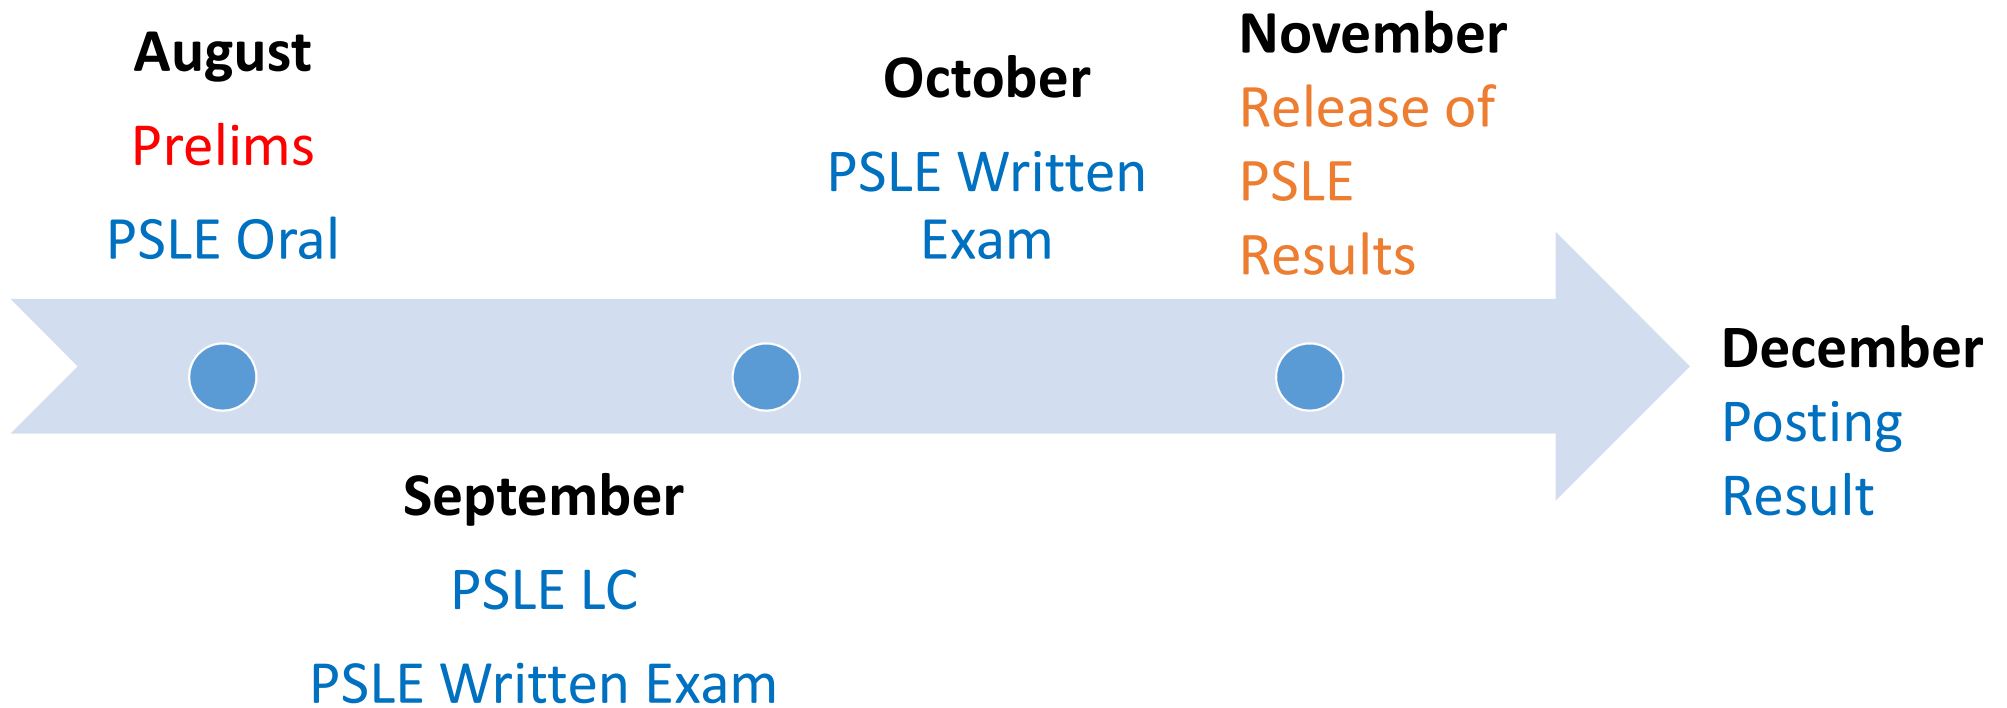 August
Prelims
PSLE Oral
September
PSLE LC
PSLE Written Exam
October
PSLE Written
Exam
November
Release of
PSLE
Results
December
Posting
Result